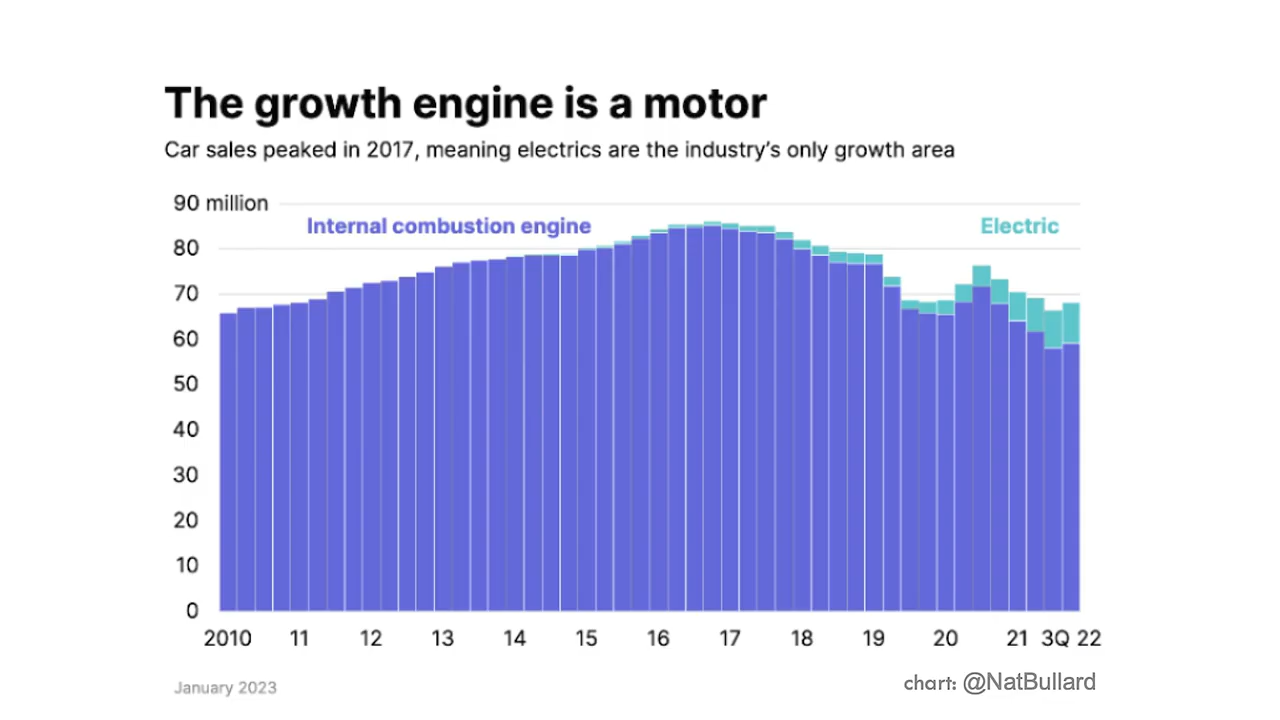 The growth engine is a motor
Car sales peaked in 2017, meaning electrics are the industry's only growth area
90 million
Internal combustion engine
Electric
80
70
60
50
40
30
20
10
0
2010 11 12 13 14 15 16 17 18 19 20 21 3Q 22
January 2023
chart: @NatBullard